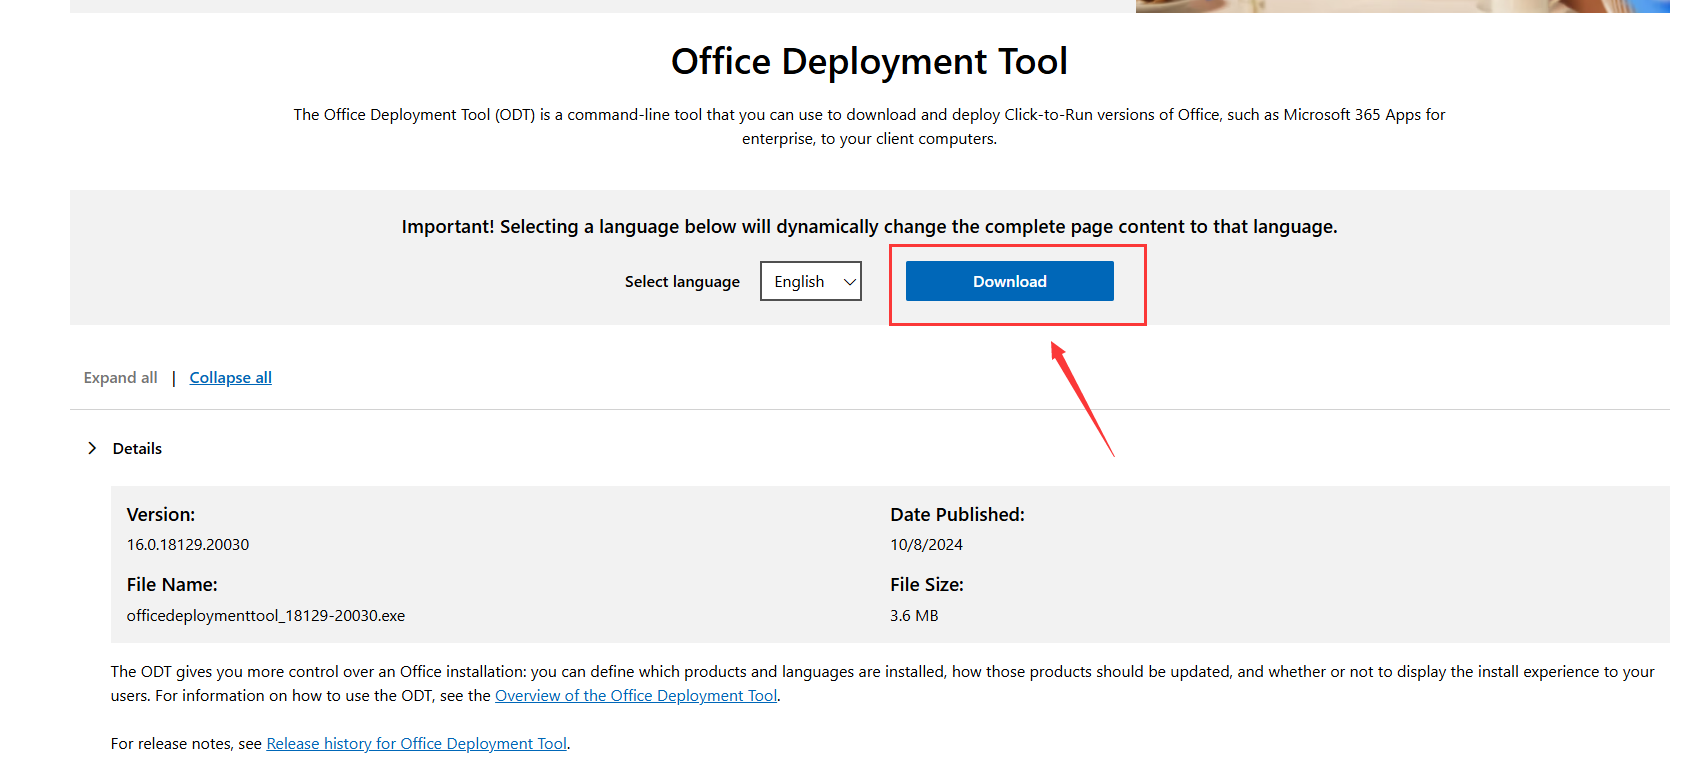 Office Deployment Tool
The Office Deployment Tool (ODT) is a command-line tool that you can use to download and deploy Click-to-Run versions of Office, such as Microsoft 365 Apps for
enterprise, to your client computers.
Important! Selecting a language below will dynamically change the complete page content to that language.
Select language English Download
Expand all | Collapse all
Details
Version:
16.0.18129.20030
Date Published:
10/8/2024
File Name:
officedeploymenttool_18129-20030.exe
File Size:
3.6 MB
The ODT gives you more control over an Office installation: you can define which products and languages are installed, how those products should be updated, and whether or not to display the install experience to your
users. For information on how to use the ODT, see the Overview of the Office Deployment Tool.
For release notes, see Release history for Office Deployment Tool.